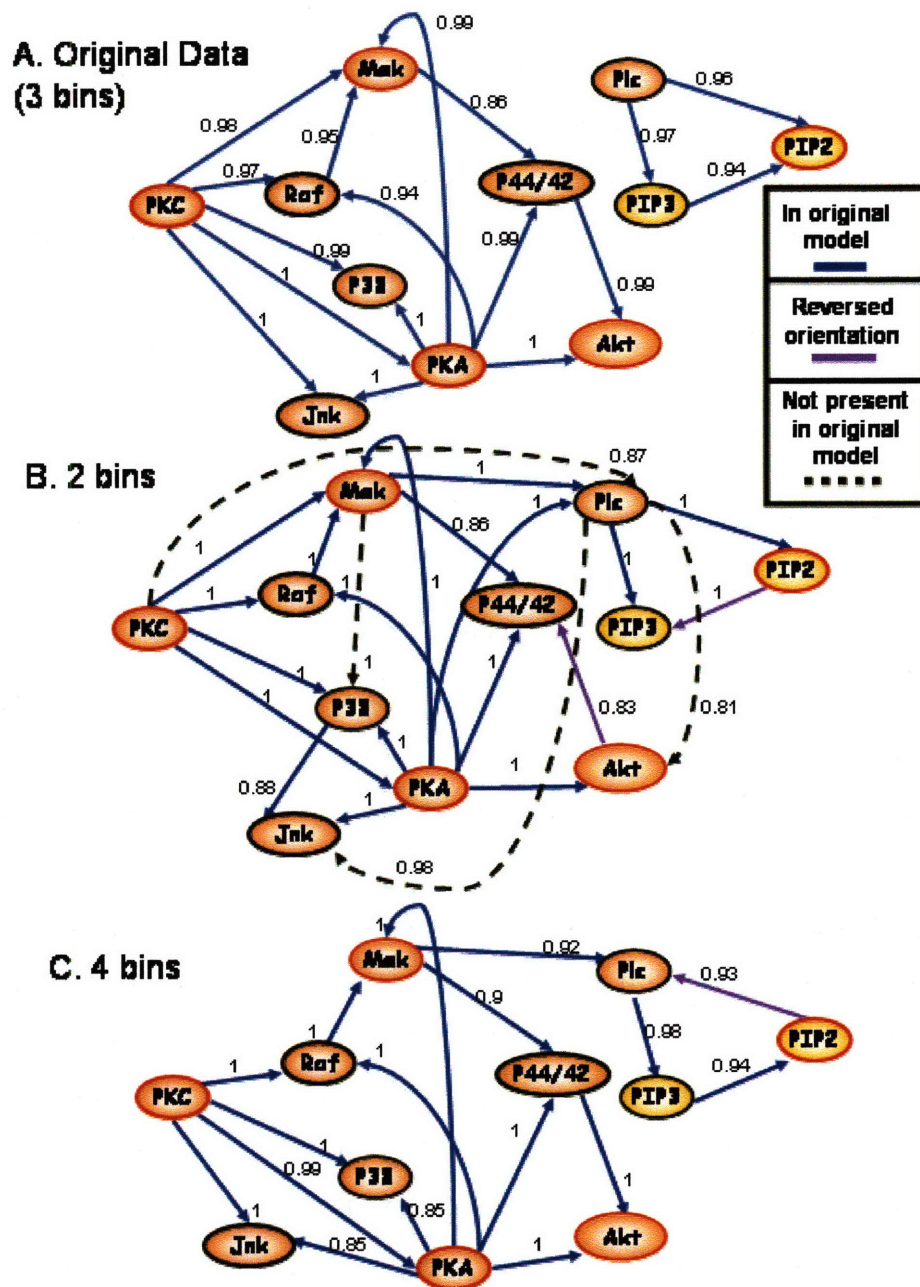 A. Original Data
(3 bins)
0.99
Mek
Plc
0.96
0.86
0.98
0.95
0.97
PIP2
0.97
Raf
0.94
P44/42
PIP3
0.94
PKC
0.99
P38
0.99
1
0.99
1
1
PKA
1
Akt
1
Jnk
In original
model
Reversed
orientation
Not present
in original
model
B. 2 bins
0.87
Mek
1
Plc
1
1
0.86
1
1
1
PIP2
1
Raf
1
1
P44/42
PIP3
1
PKC
1
1
1
P38
0.83
0.81
1
1
0.88
PKA
1
Akt
1
Jnk
0.98
C. 4 bins
1
Mek
0.92
Plc
0.93
0.9
1
1
0.98
PIP2
Raf
1
P44/42
0.94
PKC
PIP3
1
1
0.99
P38
1
1
0.85
Jnk
0.85
PKA
1
Akt